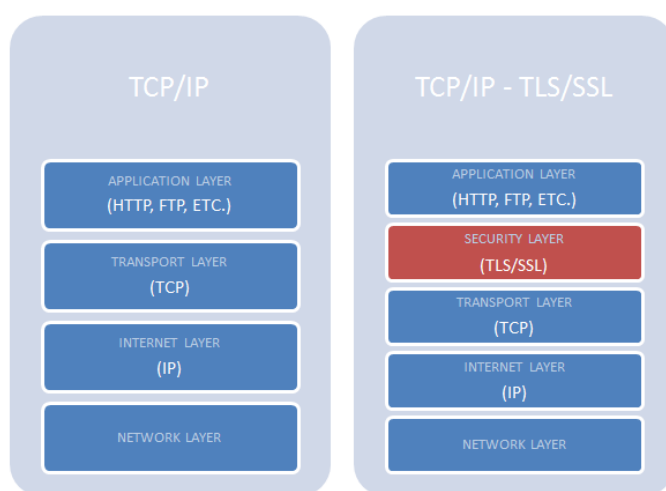 TCP/IP
APPLICATION LAYER
(HTTP, FTP, ETC.)
TRANSPORT LAYER
(TCP)
INTERNET LAYER
(IP)
NETWORK LAYER
TCP/IP - TLS/SSL
APPLICATION LAYER
(HTTP, FTP, ETC.)
SECURITY LAYER
(TLS/SSL)
TRANSPORT LAYER
(TCP)
INTERNET LAYER
(IP)
NETWORK LAYER